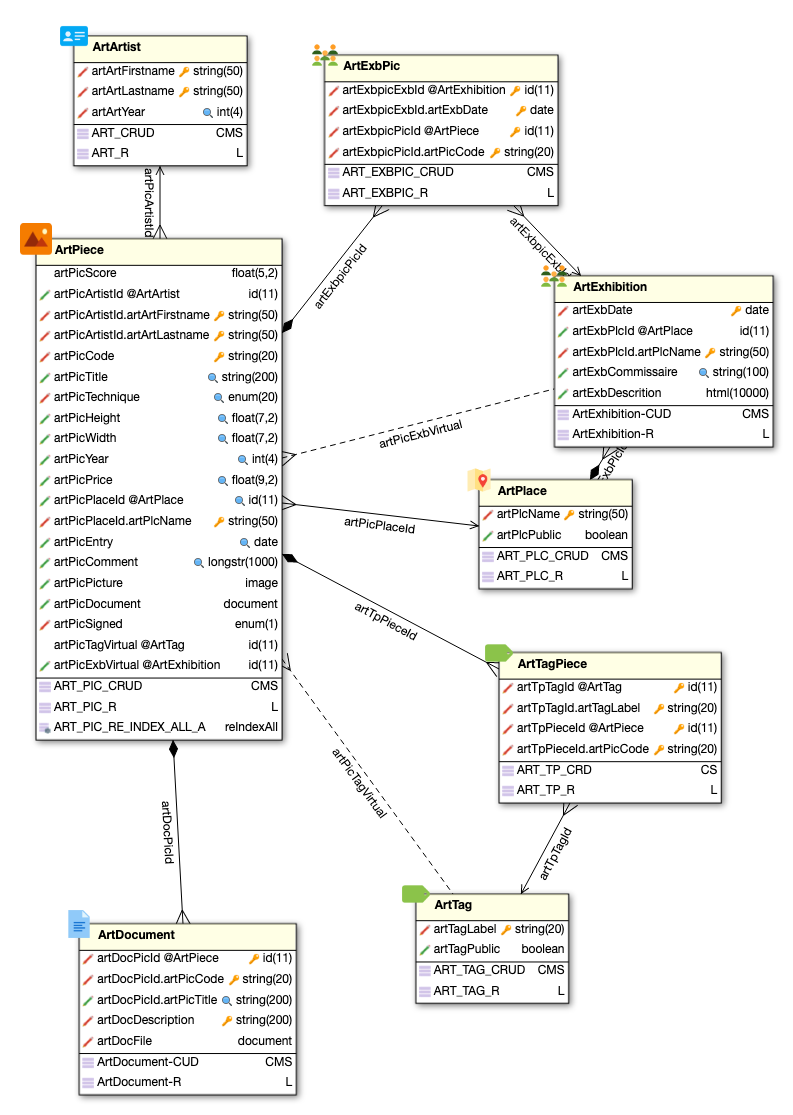 ArtArtist
artArtFirstname string(50)
artArtLastname string(50)
artArtYear int(4)
ART_CRUD CMS
ART_R L
artPicArtistId
ArtExbPic
artExbpicExbId @ArtExhibition id(11)
artExbpicExbId.artExbDate date
artExbpicPicId @ArtPiece id(11)
artExbpicPicId.artPicCode string(20)
ART_EXBPIC_CRUD CMS
ART_EXBPIC_R L
artExbpicPicId
ArtPiece
artPicScore float(5,2)
artPicArtistId @ArtArtist id(11)
artPicArtistId.artArtFirstname string(50)
artPicArtistId.artArtLastname string(50)
artPicCode string(20)
artPicTitle string(200)
artPicTechnique enum(20)
artPicHeight float(7,2)
artPicWidth float(7,2)
artPicYear int(4)
artPicPrice float(9,2)
artPicPlaceId @ArtPlace id(11)
artPicPlaceId.artPlcName string(50)
artPicEntry date
artPicComment longstr(1000)
artPicPicture image
artPicDocument document
artPicSigned enum(1)
artPicTagVirtual @ArtTag id(11)
artPicExbVirtual @ArtExhibition id(11)
ART_PIC_CRUD CMS
ART_PIC_R L
ART_PIC_RE_INDEX_ALL_A reIndexAll
ArtExhibition
artExbDate date
artExbPlcId @ArtPlace id(11)
artExbPlcId.artPlcName string(50)
artExbCommissaire string(100)
artExbDescrition html(10000)
ArtExhibition-CUD CMS
ArtExhibition-R L
artPicExbVirtual
ArtPlace
artPlcName string(50)
artPlcPublic boolean
ART_PLC_CRUD CMS
ART_PLC_R L
artPicPlaceId
artTpPieceId
ArtTagPiece
artTpTagId @ArtTag id(11)
artTpTagId.artTagLabel string(20)
artTpPieceId @ArtPiece id(11)
artTpPieceId.artPicCode string(20)
ART_TP_CRD CS
ART_TP_R L
artPicTagVirtual
artDocPicId
artTpTagId
ArtTag
artTagLabel string(20)
artTagPublic boolean
ART_TAG_CRUD CMS
ART_TAG_R L
ArtDocument
artDocPicId @ArtPiece id(11)
artDocPicId.artPicCode string(20)
artDocPicId.artPicTitle string(200)
artDocDescription string(200)
artDocFile document
ArtDocument-CUD CMS
ArtDocument-R L